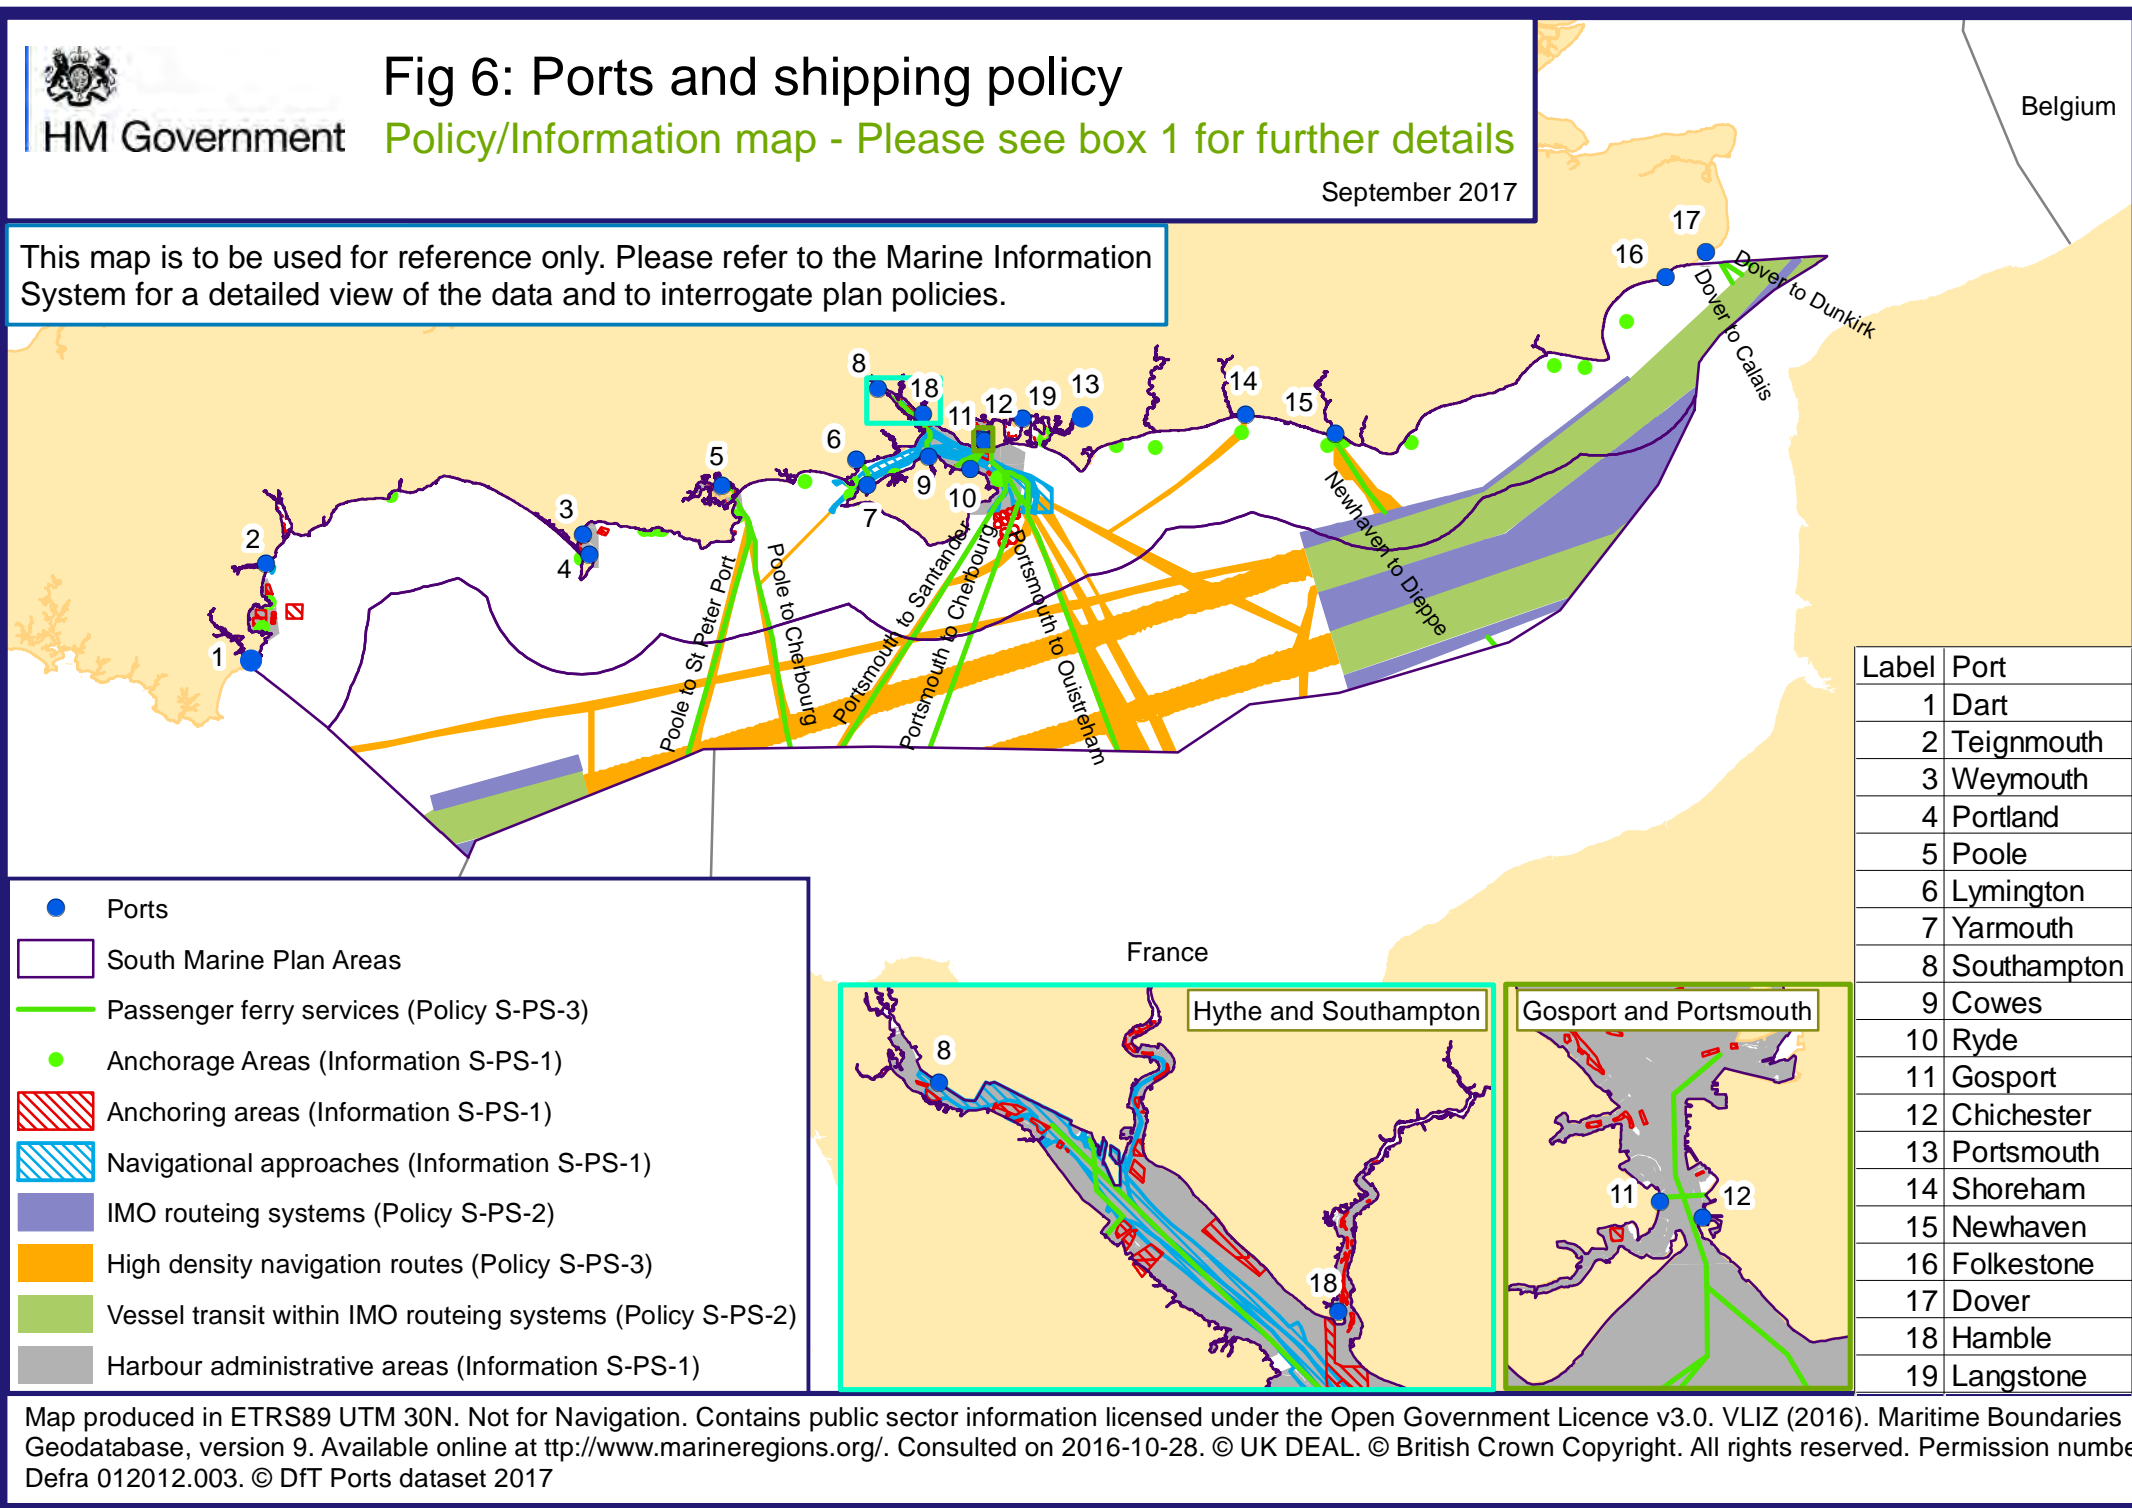 HM Government
Fig 6: Ports and shipping policy
Policy/Information map - Please see box 1 for further details
September 2017
This map is to be used for reference only. Please refer to the Marine Information
System for a detailed view of the data and to interrogate plan policies.
Belgium
17
16
Dover to Dunkirk
Dover to Calais
8
18
11
12
19
13
14
15
6
5
9
10
7
3
4
2
1
Newhaven to Dieppe
Poole to St Peter Port
Poole to Cherbourg
Portsmouth to Santander
Portsmouth to Cherbourg
Portsmouth to Ouistreham
France
Ports
South Marine Plan Areas
Passenger ferry services (Policy S-PS-3)
Anchorage Areas (Information S-PS-1)
Anchoring areas (Information S-PS-1)
Navigational approaches (Information S-PS-1)
IMO routeing systems (Policy S-PS-2)
High density navigation routes (Policy S-PS-3)
Vessel transit within IMO routeing systems (Policy S-PS-2)
Harbour administrative areas (Information S-PS-1)
Hythe and Southampton
8
18
Gosport and Portsmouth
11
12
Label Port
1 Dart
2 Teignmouth
3 Weymouth
4 Portland
5 Poole
6 Lymington
7 Yarmouth
8 Southampton
9 Cowes
10 Ryde
11 Gosport
12 Chichester
13 Portsmouth
14 Shoreham
15 Newhaven
16 Folkestone
17 Dover
18 Hamble
19 Langstone
Map produced in ETRS89 UTM 30N. Not for Navigation. Contains public sector information licensed under the Open Government Licence v3.0. VLIZ (2016). Maritime Boundaries
Geodatabase, version 9. Available online at ttp://www.marineregions.org/. Consulted on 2016-10-28. © UK DEAL. © British Crown Copyright. All rights reserved. Permission numbe
Defra 012012.003. © DfT Ports dataset 2017